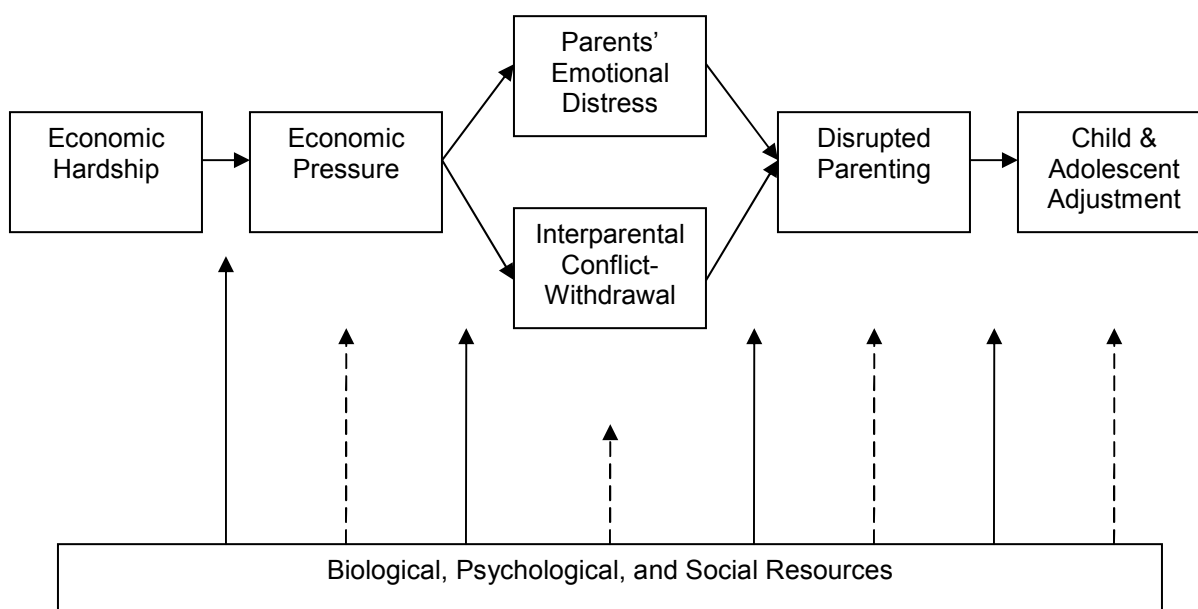 Parents’
Emotional
Distress
Economic
Hardship
Economic
Pressure
Disrupted
Parenting
Child &
Adolescent
Adjustment
Interparental
Conflict-
Withdrawal
Biological, Psychological, and Social Resources